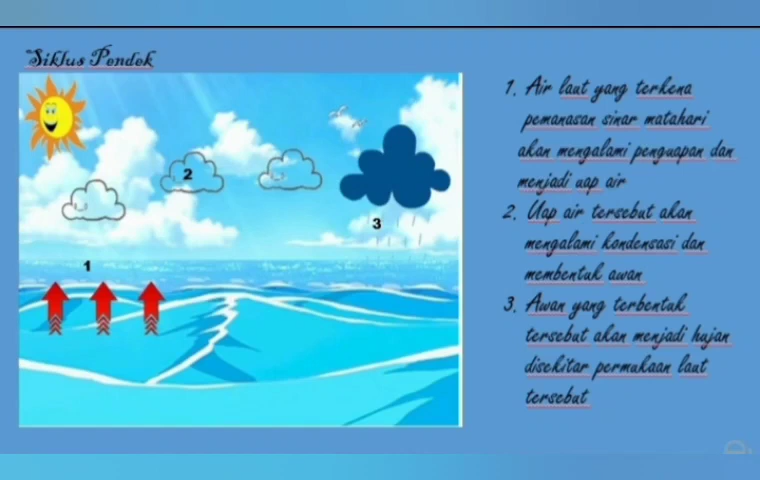 Siklus Pendek
1. Air laut yang terkena
pemanasan sinar matahari
akan mengalami penguapan dan
menjadi uap air
2. Uap air tersebut akan
mengalami kondensasi dan
membentuk awan
3. Awan yang terbentuk
tersebut akan menjadi hujan
disekitar permukaan laut
tersebut
2
3
1